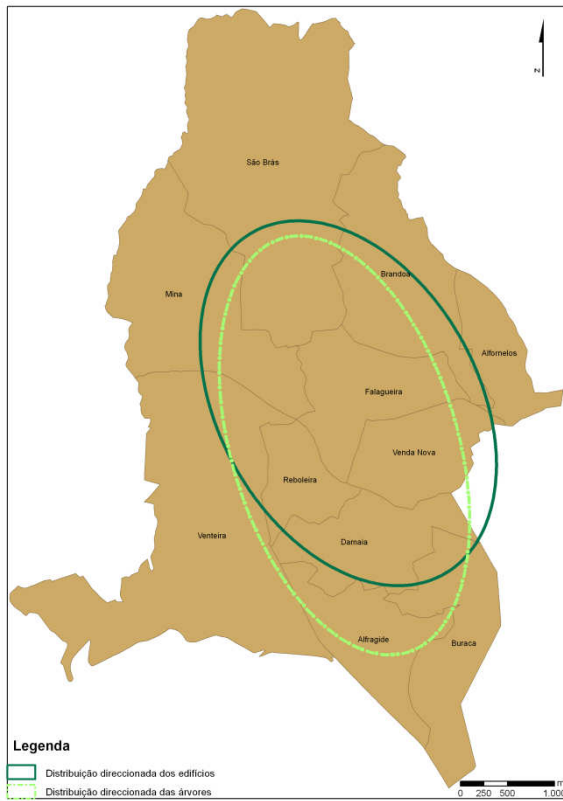 N
São Brás
Brandoa
Mina
Alfornelos
Falagueira
Venda Nova
Reboleira
Venteira
Damaia
Alfragide
Buraca
Legenda
Distribuição direccionada dos edifícios
Distribuição direccionada das árvores
m
0 250 500 1.000